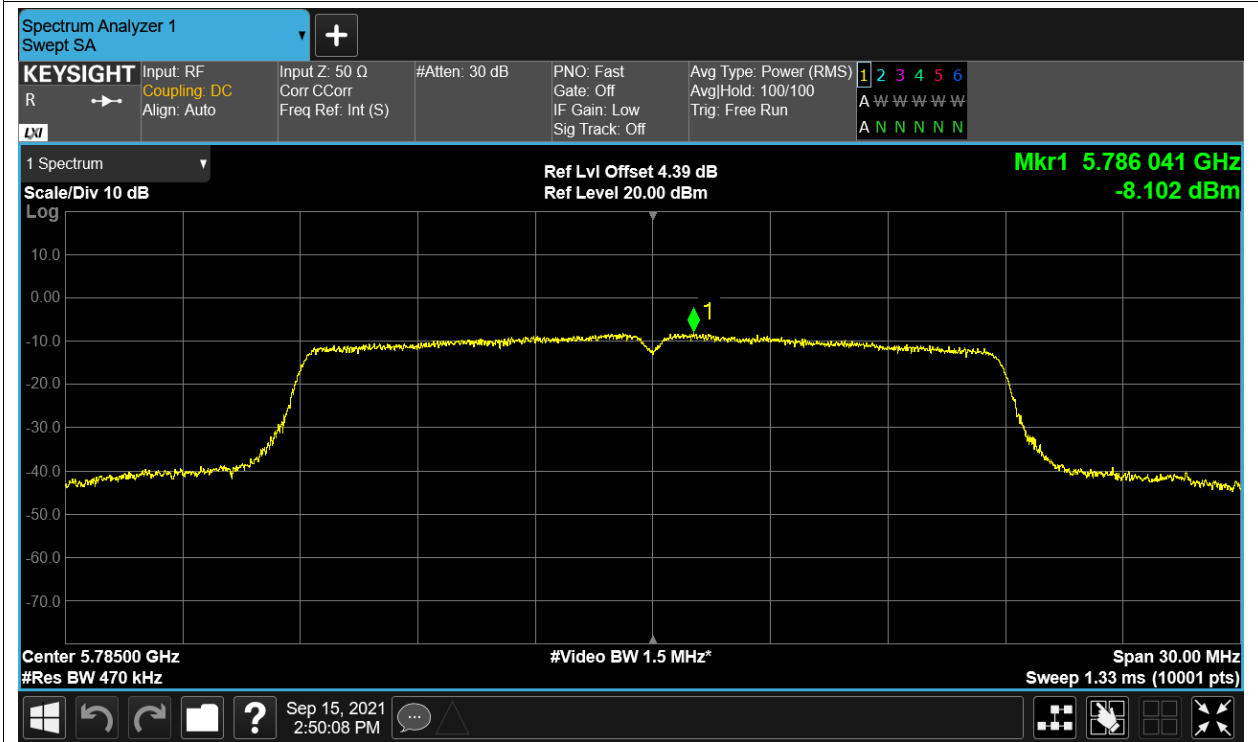 Spectrum Analyzer 1
Swept SA
KEYSIGHT
R
LXI
Input: RF
Coupling: DC
Align: Auto
Input Z: 50 Ω
Corr CCorr
Freq Ref: Int (S)
#Atten: 30 dB
PNO: Fast
Gate: Off
IF Gain: Low
Sig Track: Off
Avg Type: Power (RMS)
Avg|Hold: 100/100
Trig: Free Run
1 2 3 4 5 6
A W W W W W
A N N N N N
1 Spectrum
Scale/Div 10 dB
Log
Ref Lvl Offset 4.39 dB
Ref Level 20.00 dBm
Mkr1 5.786 041 GHz
-8.102 dBm
10.0
0.00
1
-10.0
-20.0
-30.0
-40.0
-50.0
-60.0
-70.0
Center 5.78500 GHz
#Res BW 470 kHz
#Video BW 1.5 MHz*
Span 30.00 MHz
Sweep 1.33 ms (10001 pts)
?
Sep 15, 2021
2:50:08 PM